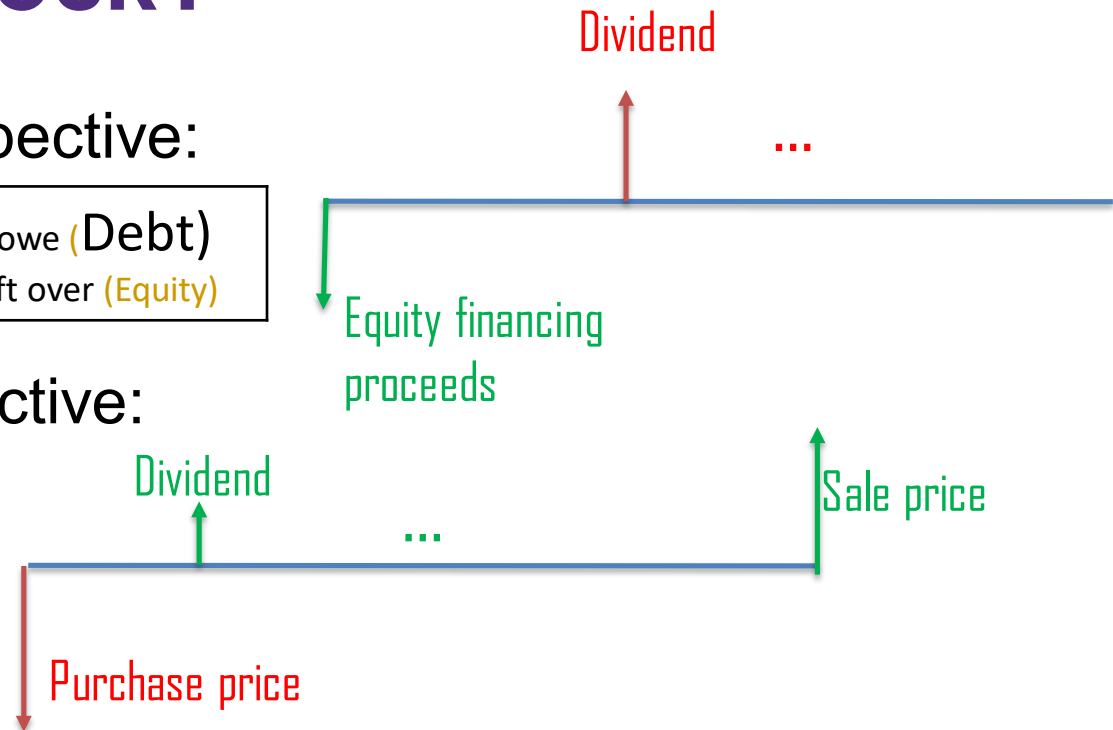 Dividend
pective:
...
owe (Debt)
ft over (Equity)
Equity financing
proceeds
ctive:
Dividend
Sale price
...
Purchase price